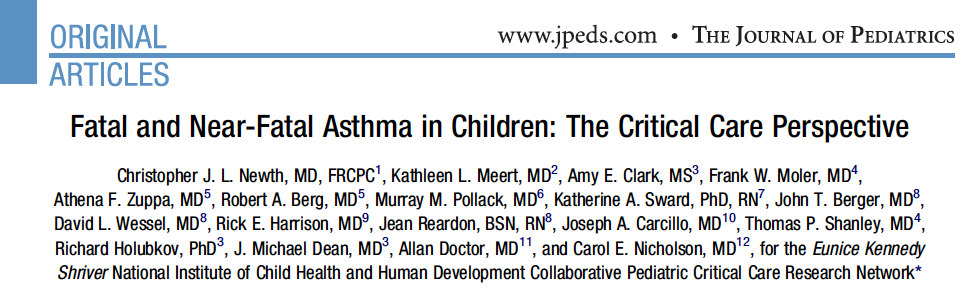 ORIGINAL
ARTICLES
www.jpeds.com • THE JOURNAL OF PEDIATRICS
Fatal and Near-Fatal Asthma in Children: The Critical Care Perspective
Christopher J. L. Newth, MD, FRCPC1, Kathleen L. Meert, MD2, Amy E. Clark, MS3, Frank W. Moler, MD4,
Athena F. Zuppa, MD5, Robert A. Berg, MD5, Murray M. Pollack, MD6, Katherine A. Sward, PhD, RN7, John T. Berger, MD8,
David L. Wessel, MD8, Rick E. Harrison, MD9, Jean Reardon, BSN, RN8, Joseph A. Carcillo, MD10, Thomas P. Shanley, MD4,
Richard Holubkov, PhD3, J. Michael Dean, MD3, Allan Doctor, MD11, and Carol E. Nicholson, MD12, for the Eunice Kennedy
Shriver National Institute of Child Health and Human Development Collaborative Pediatric Critical Care Research Network*